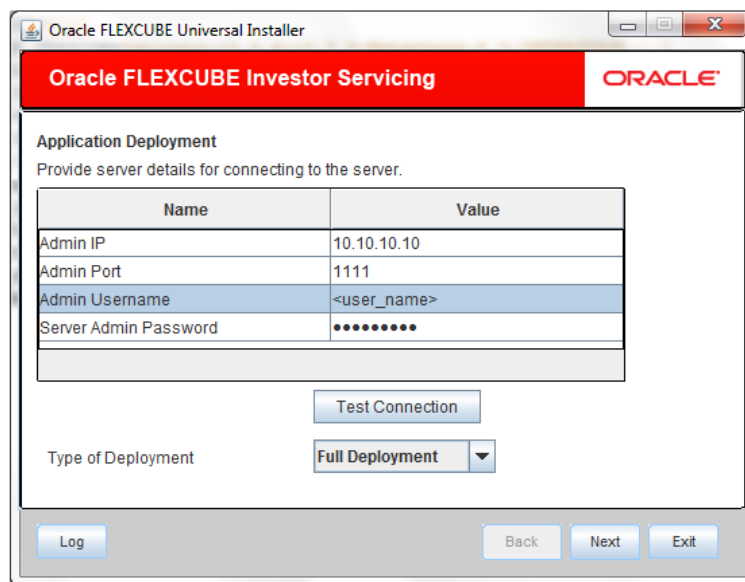 Oracle FLEXCUBE Universal Installer
Oracle FLEXCUBE Investor Servicing
ORACLE
Application Deployment
Provide server details for connecting to the server.
Name Value
Admin IP 10.10.10.10
Admin Port 1111
Admin Username <user_name>
Server Admin Password •••••••••
Test Connection
Type of Deployment Full Deployment
Log Back Next Exit